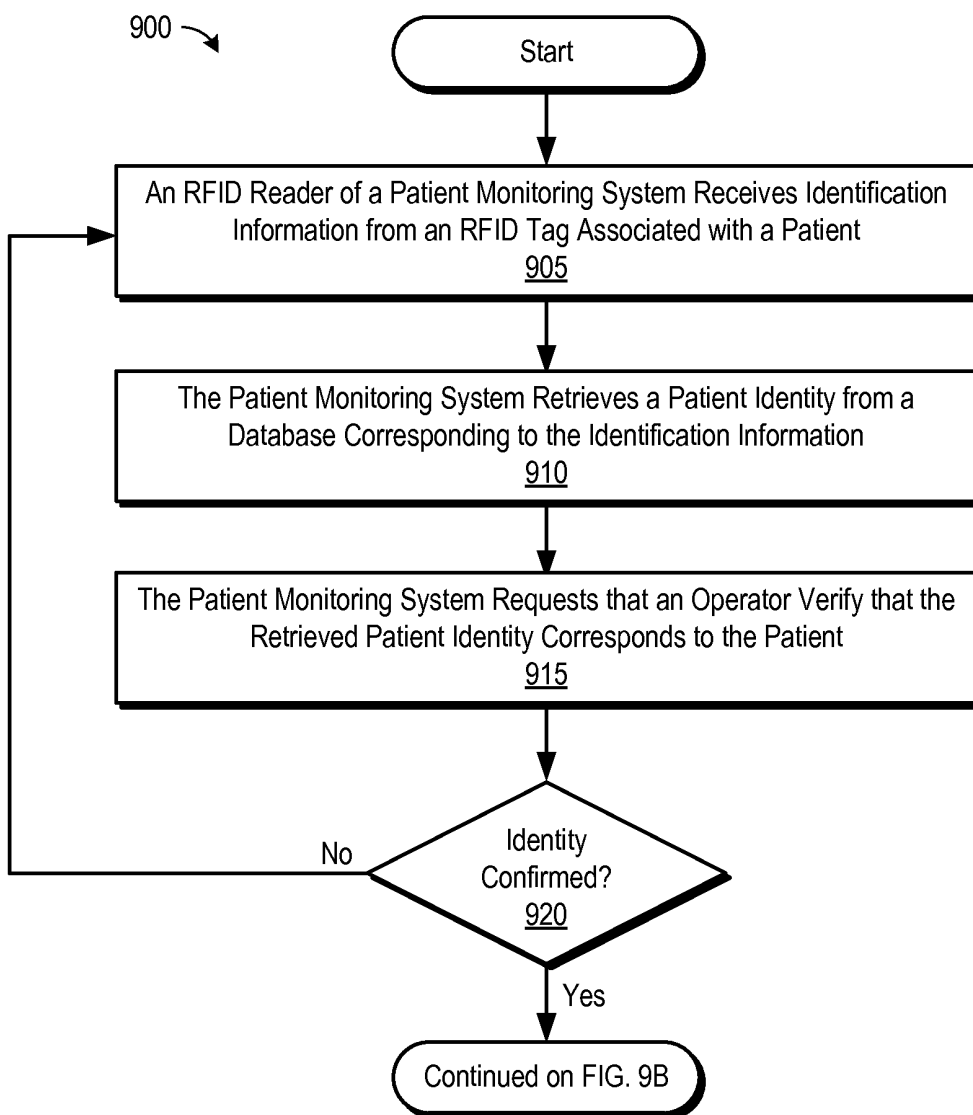 900
Start
An RFID Reader of a Patient Monitoring System Receives Identification
Information from an RFID Tag Associated with a Patient
905
The Patient Monitoring System Retrieves a Patient Identity from a
Database Corresponding to the Identification Information
910
The Patient Monitoring System Requests that an Operator Verify that the
Retrieved Patient Identity Corresponds to the Patient
915
No
Identity
Confirmed?
920
Yes
Continued on FIG. 9B